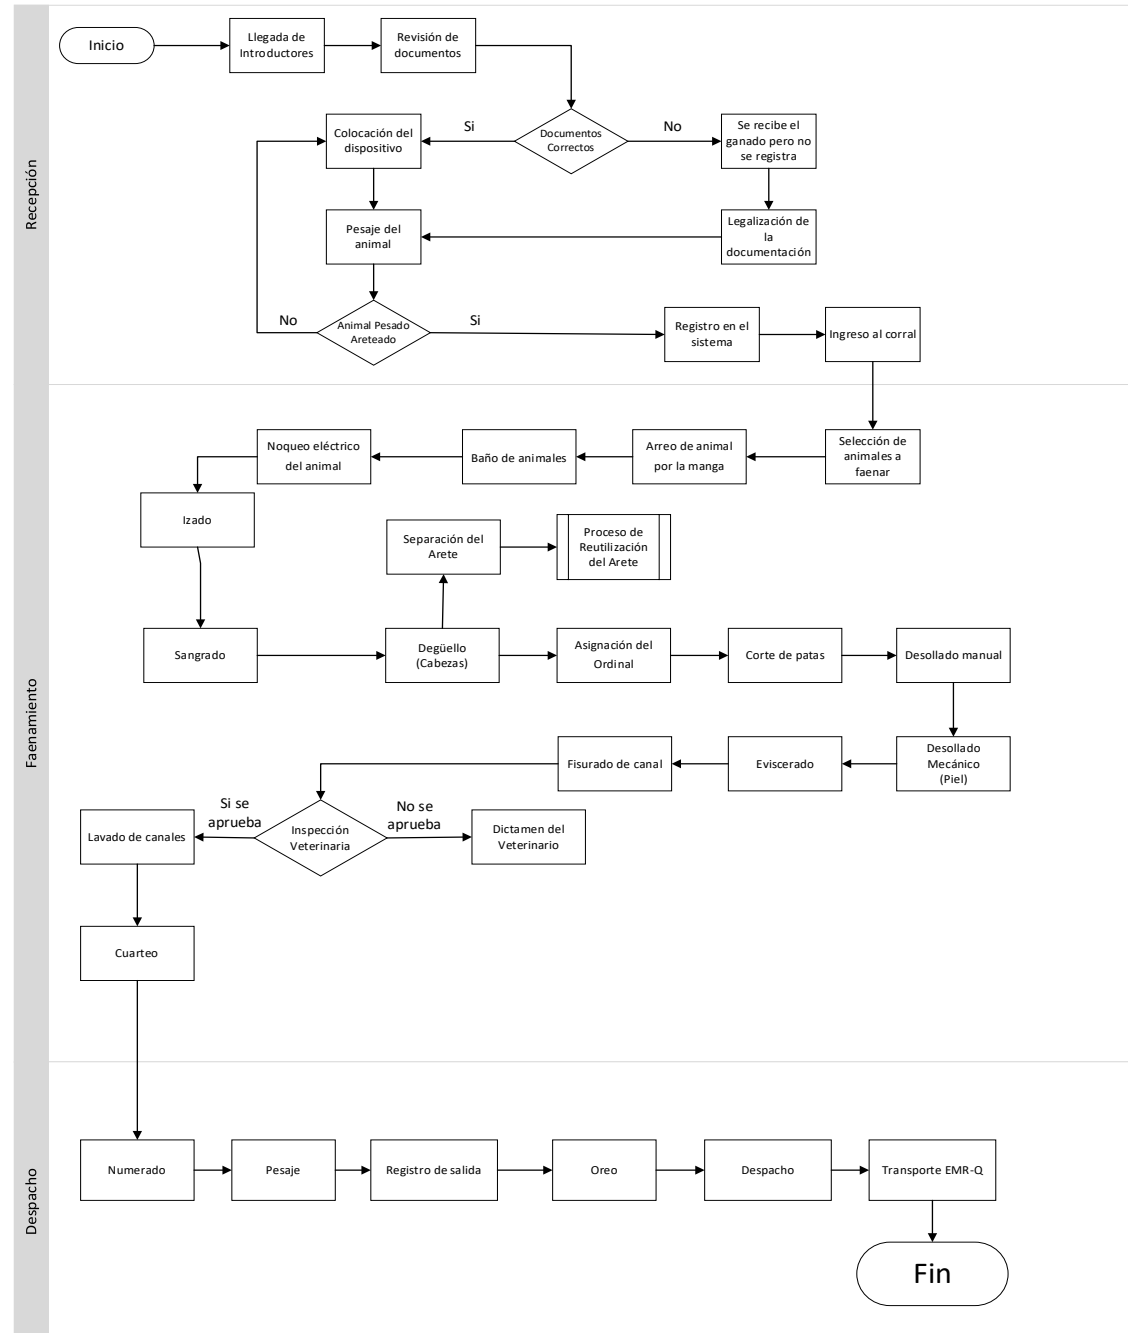 Recepción
Inicio
Llegada de
Introductores
Revisión de
documentos
Colocación del
dispositivo
Si
Documentos
Correctos
No
Se recibe el
ganado pero no
se registra
Pesaje del
animal
Legalización de
la
documentación
No
Animal Pesado
Areteado
Si
Registro en el
sistema
Ingreso al corral
Faenamiento
Noqueo eléctrico
del animal
Baño de animales
Arreo de animal
por la manga
Selección de
animales a
faenar
Izado
Separación del
Arete
Proceso de
Reutilización
del Arete
Sangrado
Degüello
(Cabezas)
Asignación del
Ordinal
Corte de patas
Desollado manual
Fisurado de canal
Eviscerado
Desollado
Mecánico
(Piel)
Lavado de canales
Si se
aprueba
Inspección
Veterinaria
No se
aprueba
Dictamen del
Veterinario
Cuarteo
Despacho
Numerado
Pesaje
Registro de salida
Oreo
Despacho
Transporte EMR-Q
Fin